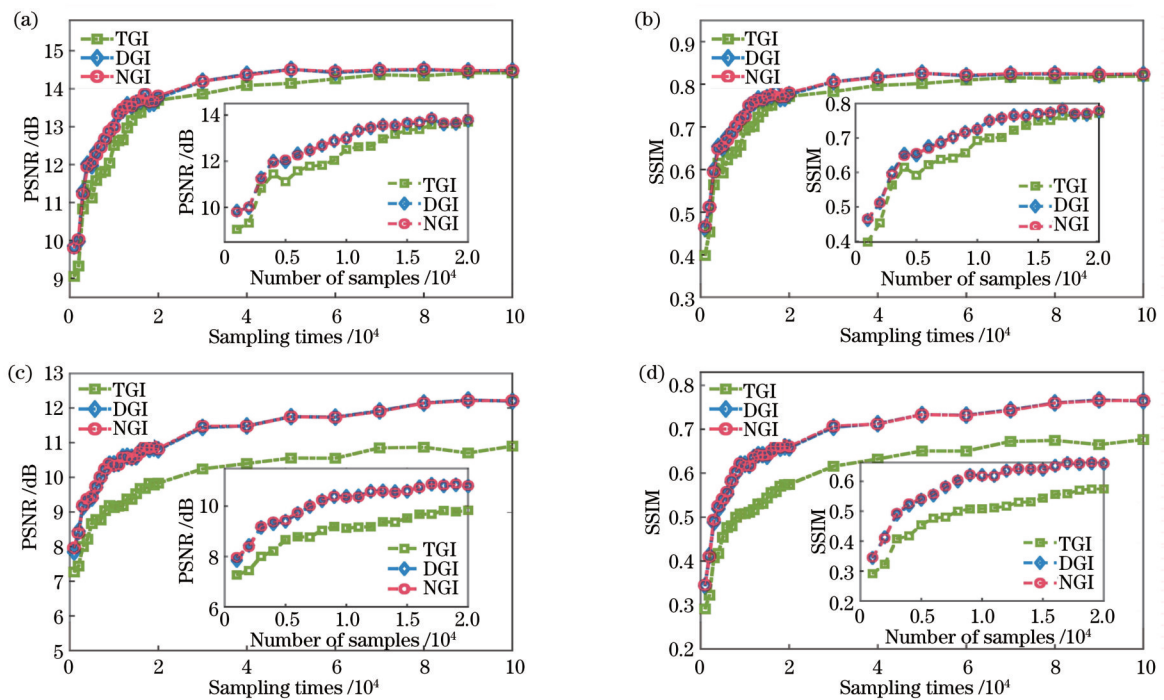 (a)
15
14
13
12
11
10
9
PSNR /dB
TGI
DGI
NGI
14
12
10
PSNR /dB
TGI
DGI
NGI
0
0.5
1.0
1.5
2.0
Number of samples /10⁴
0
2
4
6
8
10
Sampling times /10⁴
(b)
0.9
0.8
0.7
0.6
0.5
0.4
0.3
SSIM
TGI
DGI
NGI
0.8
0.7
0.6
0.5
0.4
SSIM
TGI
DGI
NGI
0
0.5
1.0
1.5
2.0
Number of samples /10⁴
0
2
4
6
8
10
Sampling times /10⁴
(c)
13
12
11
10
9
8
7
6
5
PSNR /dB
TGI
DGI
NGI
10
8
6
PSNR /dB
TGI
DGI
NGI
0
0.5
1.0
1.5
2.0
Number of samples /10⁴
0
2
4
6
8
10
Sampling times /10⁴
(d)
0.8
0.7
0.6
0.5
0.4
0.3
0.2
SSIM
TGI
DGI
NGI
0.6
0.5
0.4
0.3
0.2
SSIM
TGI
DGI
NGI
0
0.5
1.0
1.5
2.0
Number of samples /10⁴
0
2
4
6
8
10
Sampling times /10⁴